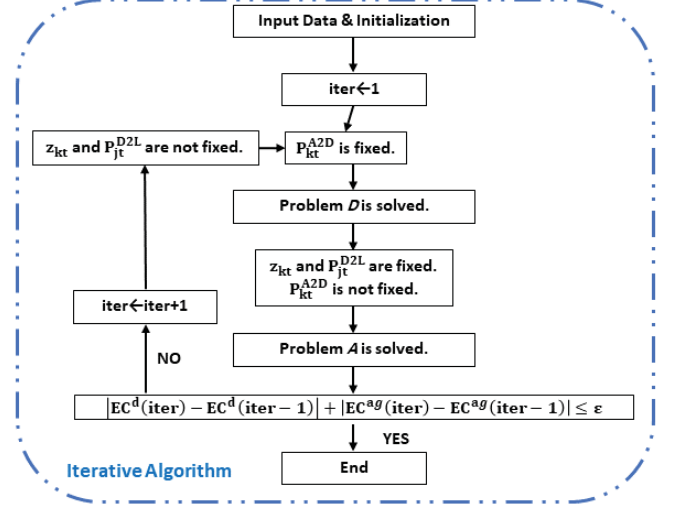 Input Data & Initialization
iter←1
z_kt and P_jt^D2L are not fixed.
P_kt^A2D is fixed.
Problem D is solved.
z_kt and P_jt^D2L are fixed.
P_kt^A2D is not fixed.
iter←iter+1
Problem A is solved.
NO
|EC^d(iter) − EC^d(iter − 1)| + |EC^ag(iter) − EC^ag(iter − 1)| ≤ ε
YES
End
Iterative Algorithm